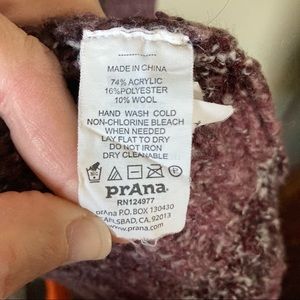 MADE IN CHINA
74% ACRYLIC
16%POLYESTER
10% WOOL
HAND WASH COLD
NON-CHLORINE BLEACH
WHEN NEEDED
LAY FLAT TO DRY
DO NOT IRON
DRY CLEANABLE
prAna
RN124977
prAna P.O. BOX 130430
CARLSBAD, CA. 92013
www.prana.com